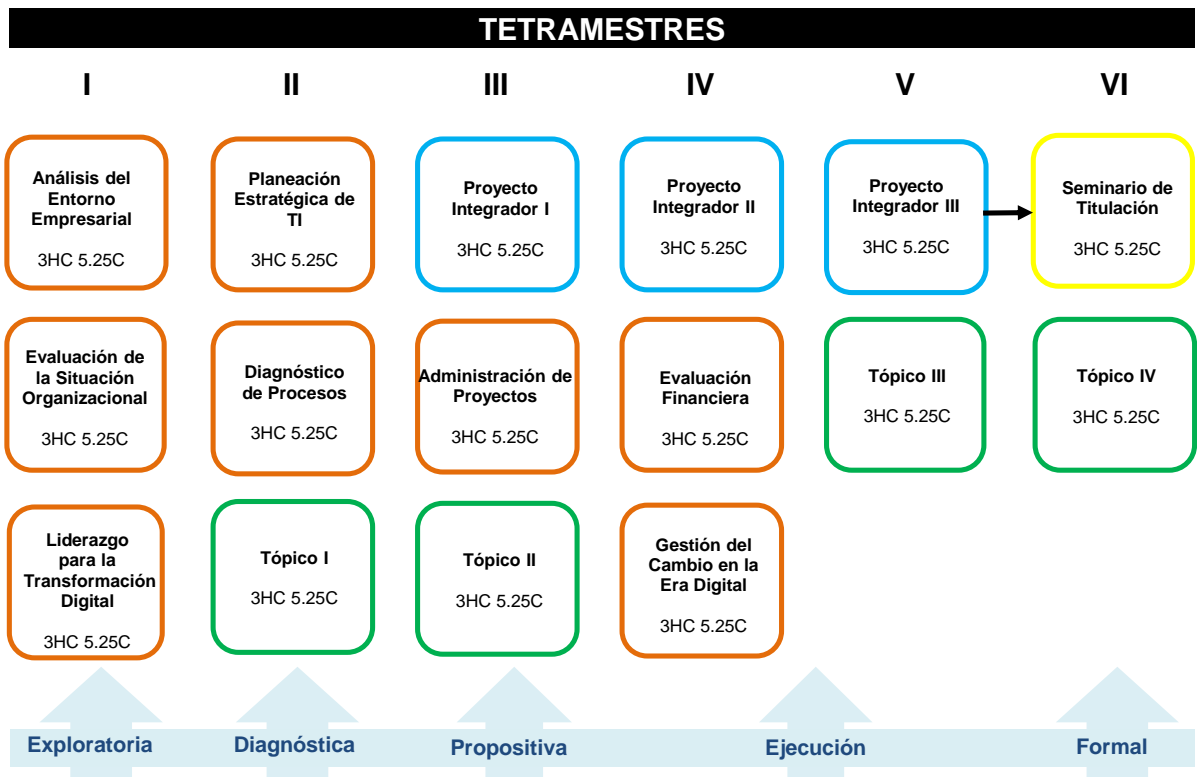 TETRAMESTRES
I II III IV V VI
Análisis del
Entorno
Empresarial
3HC 5.25C
Planeación
Estratégica de
TI
3HC 5.25C
Proyecto
Integrador I
3HC 5.25C
Proyecto
Integrador II
3HC 5.25C
Proyecto
Integrador III
3HC 5.25C
Seminario de
Titulación
3HC 5.25C
Evaluación de
la Situación
Organizacional
3HC 5.25C
Diagnóstico
de Procesos
3HC 5.25C
Administración de
Proyectos
3HC 5.25C
Evaluación
Financiera
3HC 5.25C
Tópico III
3HC 5.25C
Tópico IV
3HC 5.25C
Liderazgo
para la
Transformación
Digital
3HC 5.25C
Tópico I
3HC 5.25C
Tópico II
3HC 5.25C
Gestión del
Cambio en la
Era Digital
3HC 5.25C
Exploratoria Diagnóstica Propositiva Ejecución Formal